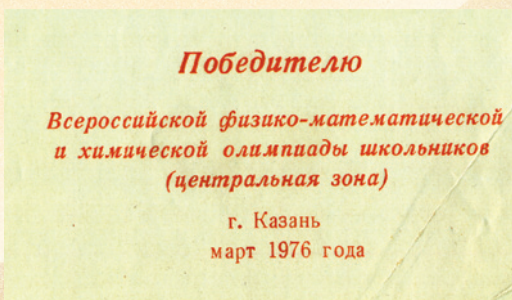 Победителю
Всероссийской физико-математической
и химической олимпиады школьников
(центральная зона)
г. Казань
март 1976 года